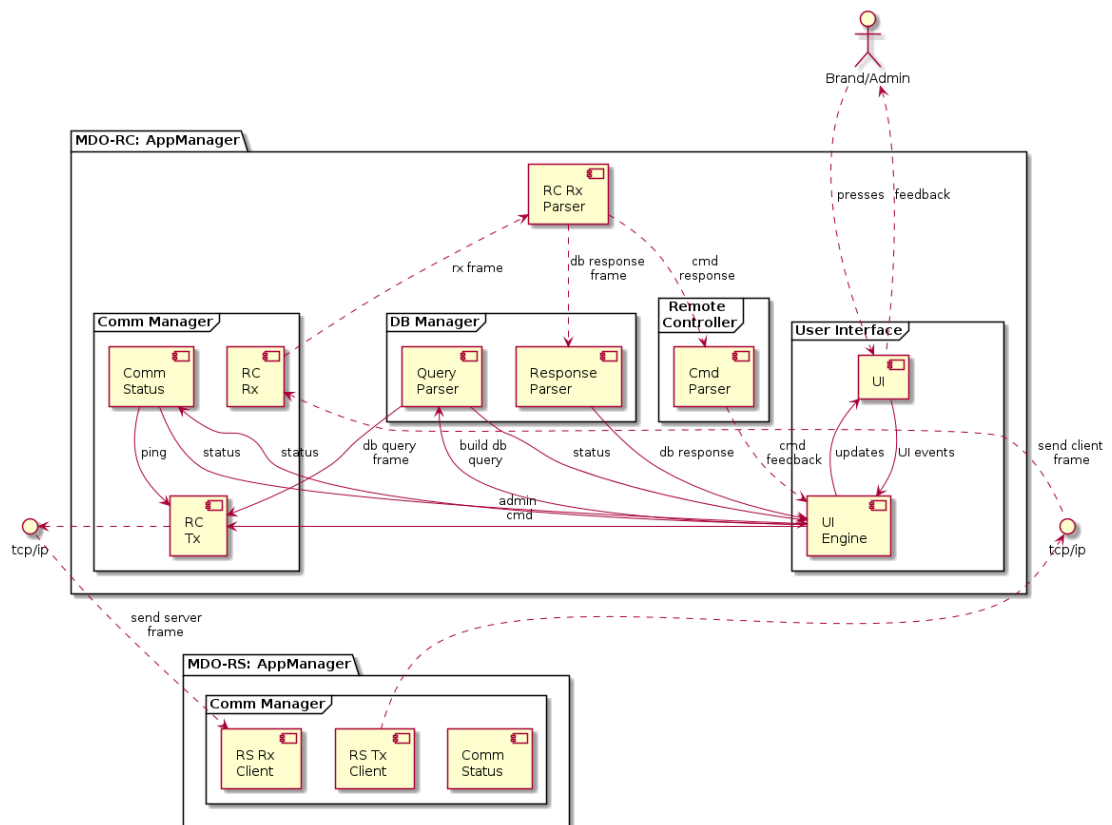 Brand/Admin
MDO-RC: AppManager
RC Rx
Parser
presses
feedback
rx frame
db response
frame
cmd
response
Comm Manager
DB Manager
Remote
Controller
User Interface
Comm
Status
RC
Rx
Query
Parser
Response
Parser
Cmd
Parser
UI
ping
status
status
db query
frame
build db
query
status
db response
cmd
feedback
updates
UI events
send client
frame
admin
cmd
RC
Tx
UI
Engine
tcp/ip
tcp/ip
send server
frame
MDO-RS: AppManager
Comm Manager
RS Rx
Client
RS Tx
Client
Comm
Status